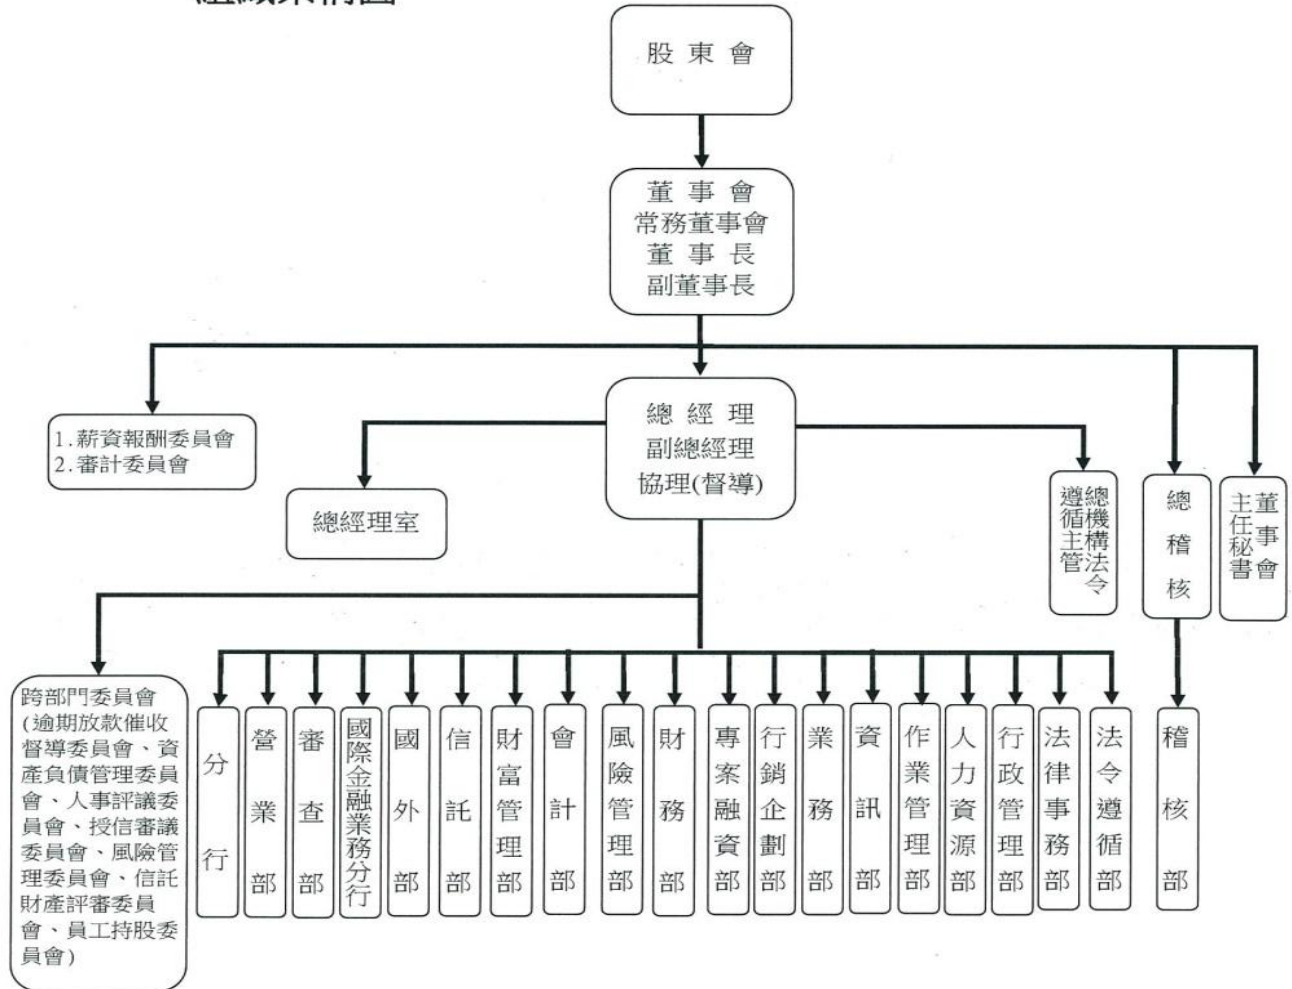 組織架構圖
股東會
董事會
常務董事會
董事長
副董事長
總經理
副總經理
協理(督導)
1.薪資報酬委員會
2.審計委員會
總經理室
總機構法令
遵循主管
總稽核
董事會
主任秘書
跨部門委員會
(逾期放款催收
督導委員會、資
產負債管理委員
會、人事評議委
員會、授信審議
委員會、風險管
理委員會、信託
財產評審委員
會、員工持股委
員會)
分行
營業部
審查部
國際金融業務分行
國外部
信託部
財富管理部
會計部
風險管理部
財務部
專案融資部
行銷企劃部
業務部
資訊部
作業管理部
人力資源部
行政管理部
法律事務部
法令遵循部
稽核部